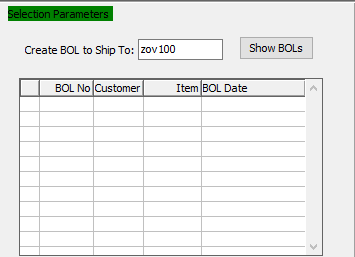 Selection Parameters
Create BOL to Ship To: zov100 Show BOLs
BOL No Customer Item BOL Date